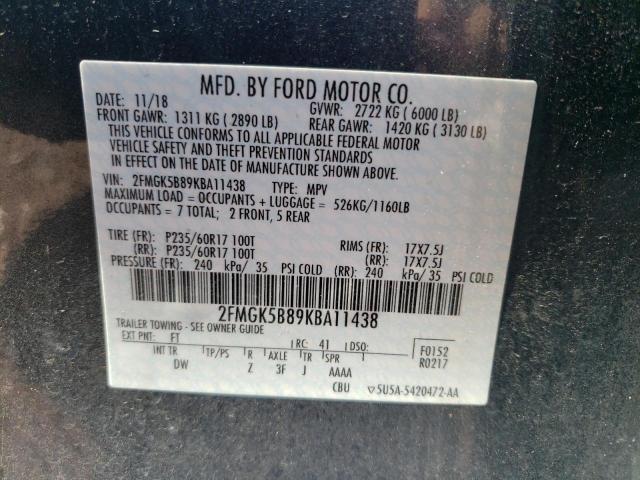 MFD. BY FORD MOTOR CO.
DATE: 11/18 GVWR: 2722 KG ( 6000 LB)
FRONT GAWR: 1311 KG ( 2890 LB) REAR GAWR: 1420 KG ( 3130 LB)
THIS VEHICLE CONFORMS TO ALL APPLICABLE FEDERAL MOTOR
VEHICLE SAFETY AND THEFT PREVENTION STANDARDS
IN EFFECT ON THE DATE OF MANUFACTURE SHOWN ABOVE.
VIN: 2FMGK5B89KBA11438 TYPE: MPV
MAXIMUM LOAD = OCCUPANTS + LUGGAGE = 526KG/1160LB
OCCUPANTS = 7 TOTAL; 2 FRONT, 5 REAR
TIRE (FR): P235/60R17 100T RIMS (FR): 17X7.5J
(RR): P235/60R17 100T (RR): 17X7.5J
PRESSURE (FR): 240 kPa/ 35 PSI COLD (RR): 240 kPa/ 35 PSI COLD
2FMGK5B89KBA11438
TRAILER TOWING - SEE OWNER GUIDE
EXT PNT: FT RC: 41 DSO: F0152
INT TR TP/PS R AXLE TR SPR R0217
DW Z 3F J AAAA
CBU ▽5U5A-5420472-AA